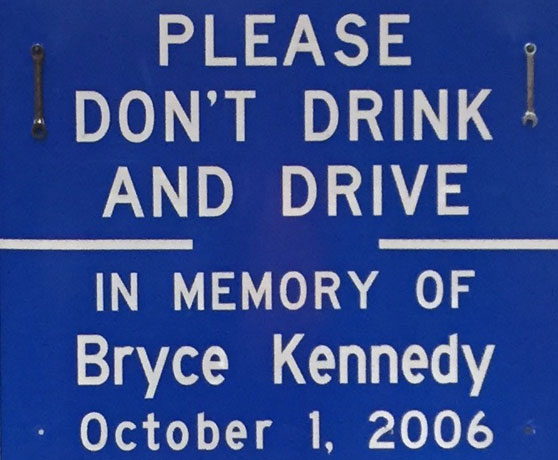 PLEASE
DON'T DRINK
AND DRIVE
IN MEMORY OF
Bryce Kennedy
October 1, 2006